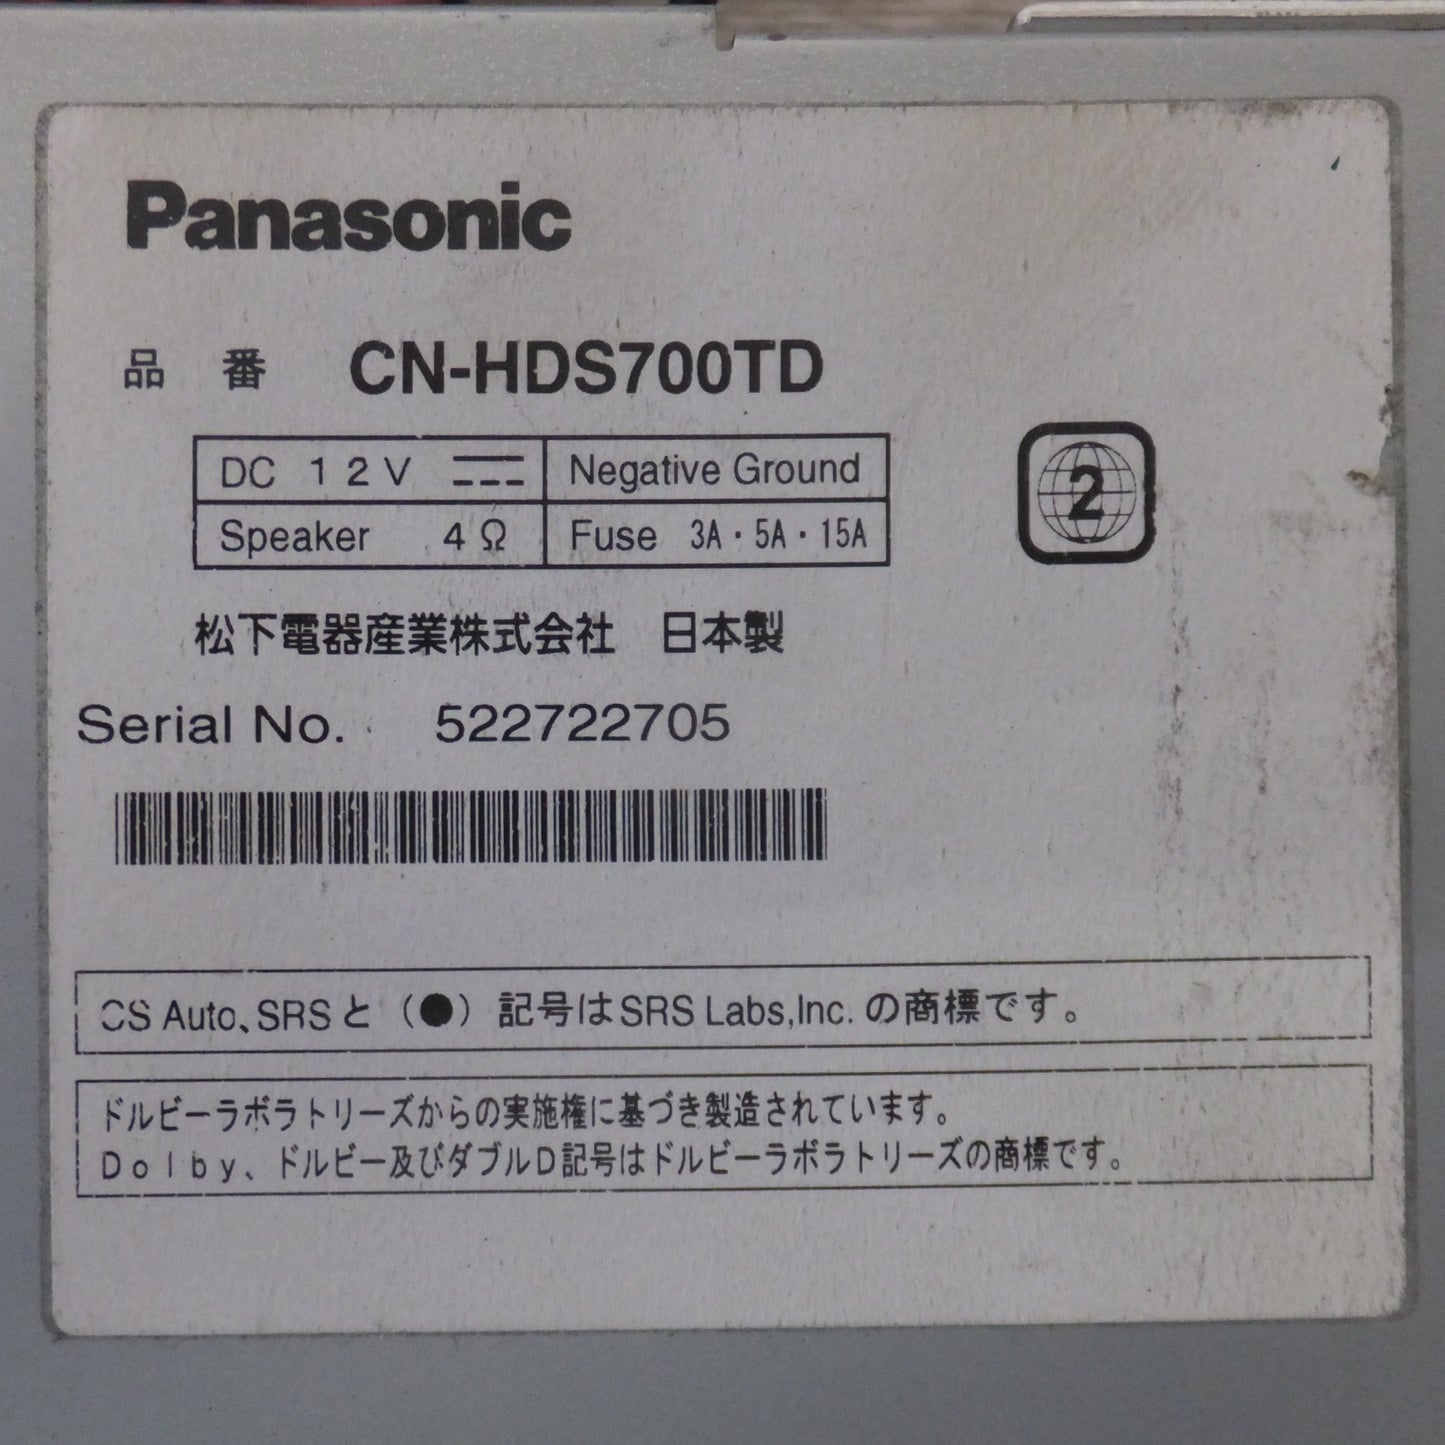 Panasonic
品 番 CN-HDS700TD
DC 12V Negative Ground
Speaker 4Ω Fuse 3A・5A・15A
2
松下電器産業株式会社 日本製
Serial No. 522722705
CS Auto、SRSと（●）記号はSRS Labs,Inc.の商標です。
ドルビーラボラトリーズからの実施権に基づき製造されています。
Dolby、ドルビー及びダブルD記号はドルビーラボラトリーズの商標です。